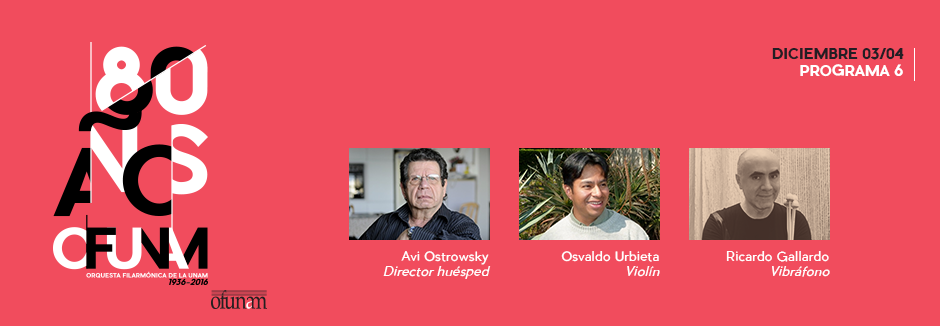 80
AÑOS
OFUNAM
ORQUESTA FILARMÓNICA DE LA UNAM
1936–2016
ofunam
DICIEMBRE 03/04
PROGRAMA 6
Avi Ostrowsky
Director huésped
Osvaldo Urbieta
Violín
Ricardo Gallardo
Vibráfono